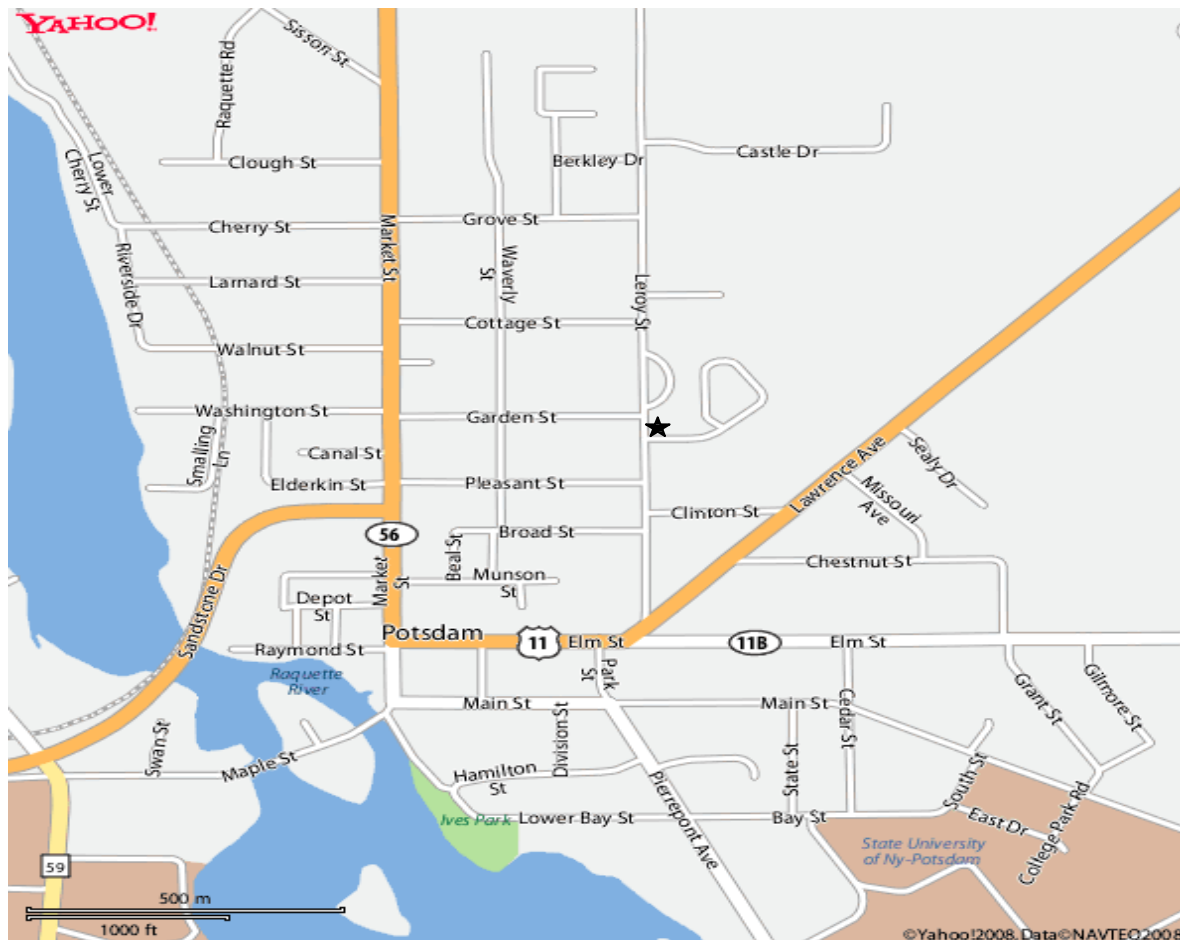 YAHOO!
Sisson St
Raquette Rd
Clough St
Berkley Dr
Castle Dr
Lower
Cherry St
Cherry St
Market St
Grove St
Riverside Dr
Larnard St
Waverly
St
Leroy St
Cottage St
Walnut St
Washington St
Garden St
Smalling
Ln
Canal St
Elderkin St
Pleasant St
Lawrence Ave
Sealy Dr
Missouri
Ave
Clinton St
56
Beal St
Broad St
Chestnut St
Market
St
Munson
St
Sandstone Dr
Depot
St
Potsdam
11
Elm St
11B
Elm St
Raymond St
Raquette
River
Park
St
Grant St
Gilmore St
Main St
Main St
Cedar St
Division St
Swan St
Maple St
Hamilton
St
State St
South St
Pierrepont Ave
Ives Park
Lower Bay St
Bay St
East Dr
College Park Rd
State University
of Ny-Potsdam
59
500 m
1000 ft
©Yahoo!2008, Data©NAVTEQ2008